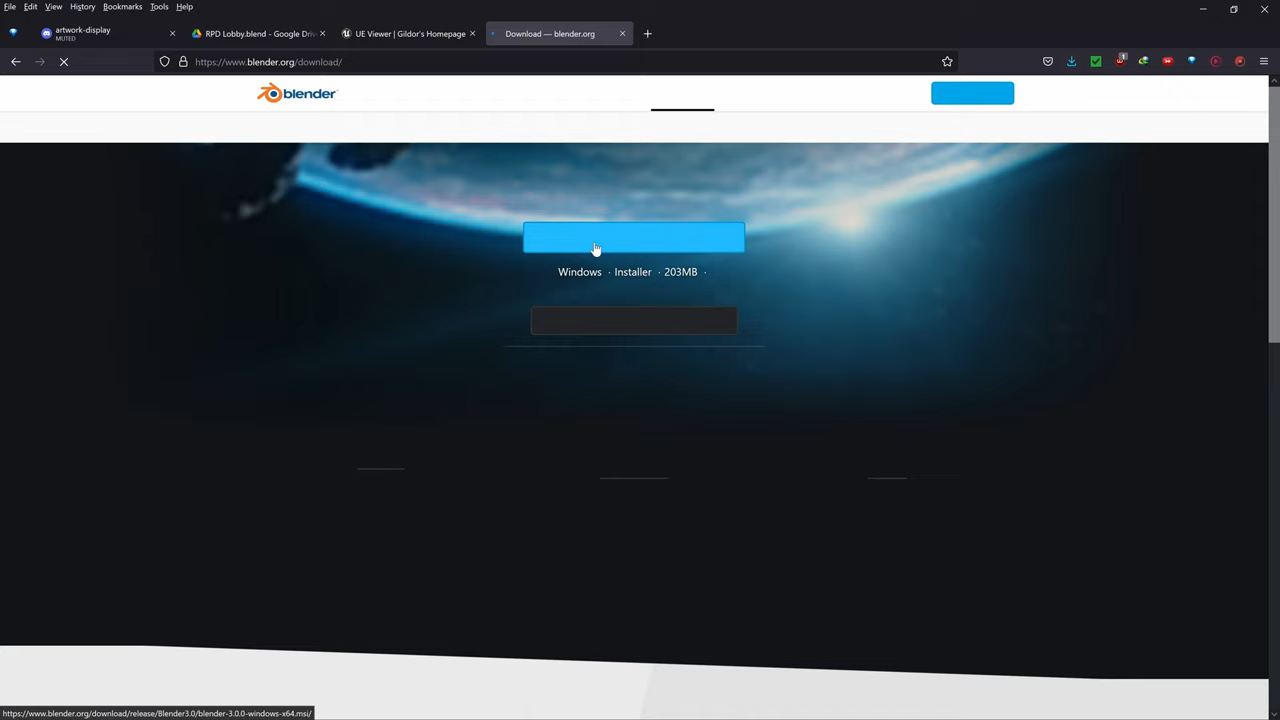 File Edit View History Bookmarks Tools Help
artwork-display
MUTED
RPD Lobby.blend - Google Driv
UE Viewer | Gildor's Homepage
Download — blender.org
https://www.blender.org/download/
1
blender
Windows · Installer · 203MB ·
https://www.blender.org/download/release/Blender3.0/blender-3.0.0-windows-x64.msi/